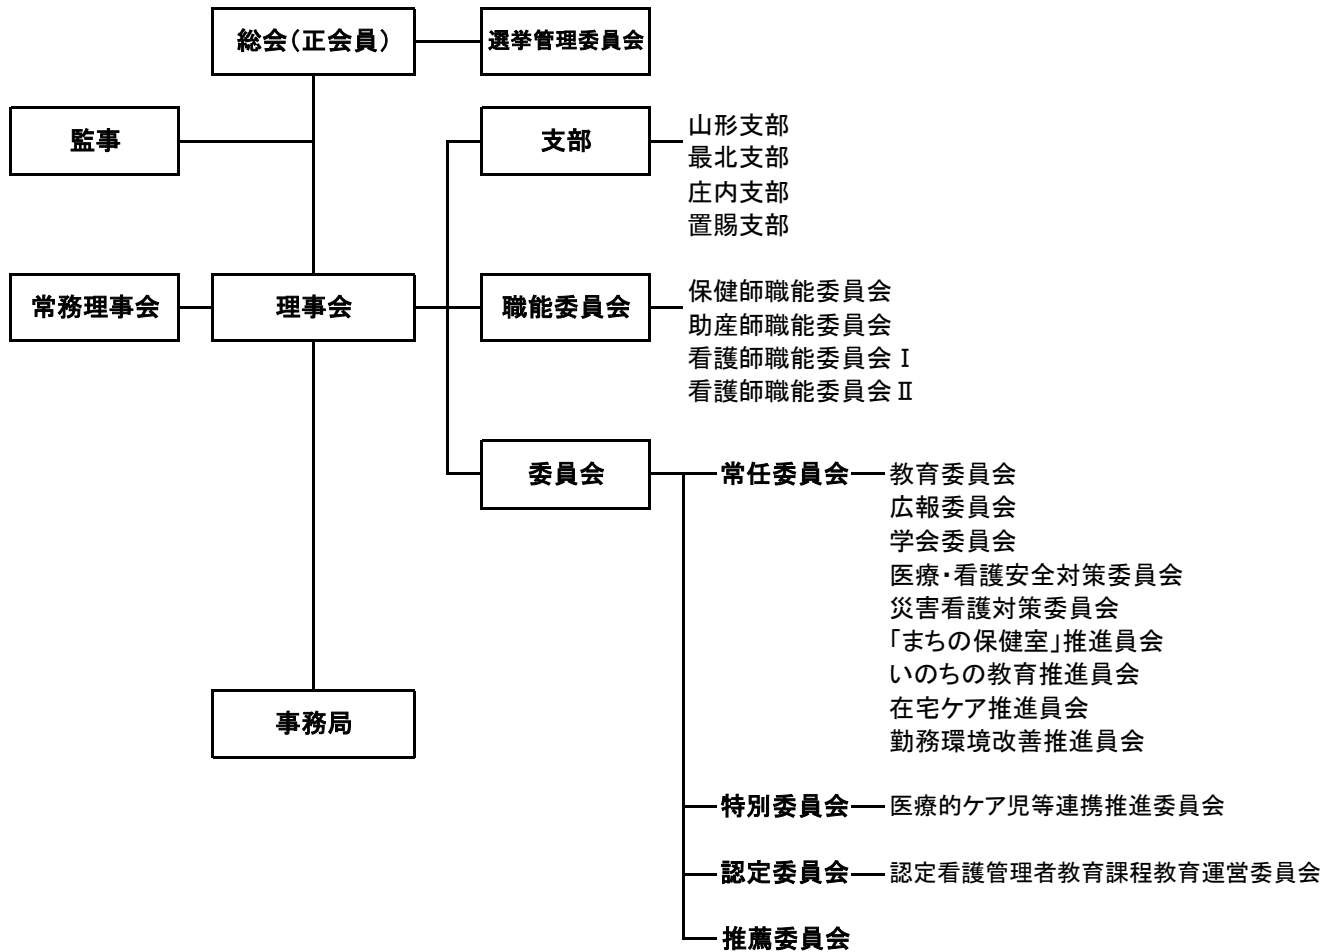 総会（正会員）
選挙管理委員会
監事
支部
山形支部
最北支部
庄内支部
置賜支部
常務理事会
理事会
職能委員会
保健師職能委員会
助産師職能委員会
看護師職能委員会Ⅰ
看護師職能委員会Ⅱ
委員会
常任委員会
教育委員会
広報委員会
学会委員会
医療・看護安全対策委員会
災害看護対策委員会
「まちの保健室」推進員会
いのちの教育推進員会
在宅ケア推進員会
勤務環境改善推進員会
事務局
特別委員会
医療的ケア児等連携推進委員会
認定委員会
認定看護管理者教育課程教育運営委員会
推薦委員会